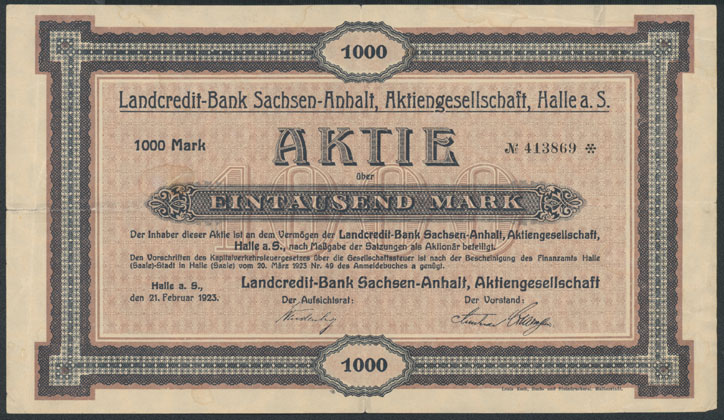 1000
Landcredit-Bank Sachsen-Anhalt, Aktiengesellschaft, Halle a. S.
1000 Mark
AKTIE
№ 413869 ✻
über
1000
EINTAUSEND MARK
Der Inhaber dieser Aktie ist an dem Vermögen der Landcredit-Bank Sachsen-Anhalt, Aktiengesellschaft,
Halle a. S., nach Maßgabe der Satzungen als Aktionär beteiligt.
Den Vorschriften des Kapitalverkehrsteuergesetzes über die Gesellschaftssteuer ist nach der Bescheinigung des Finanzamts Halle
(Saale)-Stadt in Halle (Saale) vom 20. März 1923 Nr. 49 des Anmeldebuches a genügt.
Halle a. S.,
den 21. Februar 1923.
Landcredit-Bank Sachsen-Anhalt, Aktiengesellschaft
Der Aufsichtsrat:
Der Vorstand:
1000